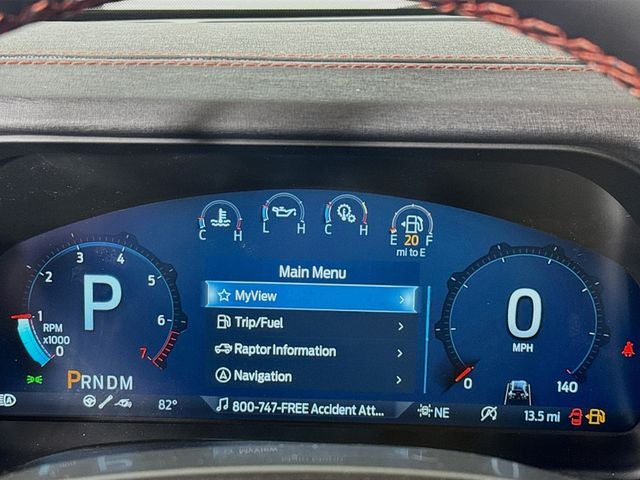 C H
L H
C H
E 20 F
mi to E
Main Menu
MyView
Trip/Fuel
Raptor Information
Navigation
0
1
2
3
4
5
6
7
RPM
x1000
P
PRNDM
0
MPH
0
140
82°
800-747-FREE Accident Att...
NE
13.5 mi